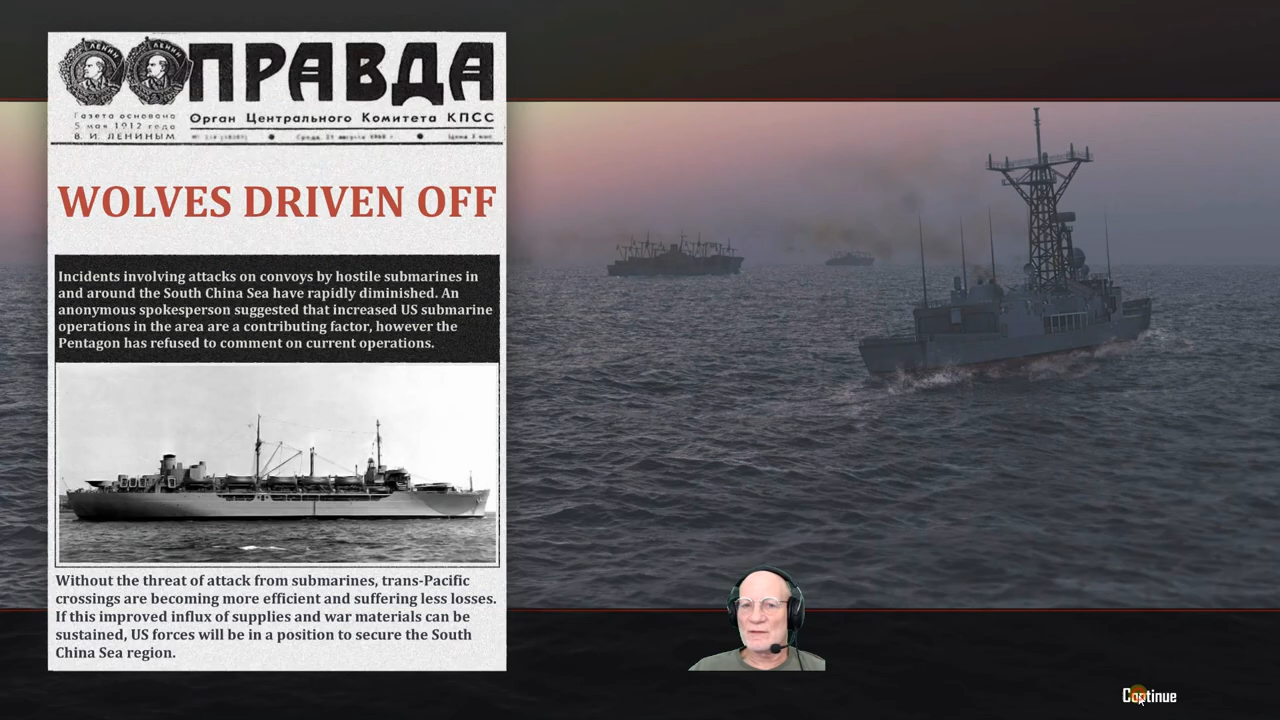 ЛЕНИН ЛЕНИН
ПРАВДА
Газета основана
5 мая 1912 года
В. И. ЛЕНИНЫМ
Орган Центрального Комитета КПСС
WOLVES DRIVEN OFF
Incidents involving attacks on convoys by hostile submarines in
and around the South China Sea have rapidly diminished. An
anonymous spokesperson suggested that increased US submarine
operations in the area are a contributing factor, however the
Pentagon has refused to comment on current operations.
Without the threat of attack from submarines, trans-Pacific
crossings are becoming more efficient and suffering less losses.
If this improved influx of supplies and war materials can be
sustained, US forces will be in a position to secure the South
China Sea region.
Continue